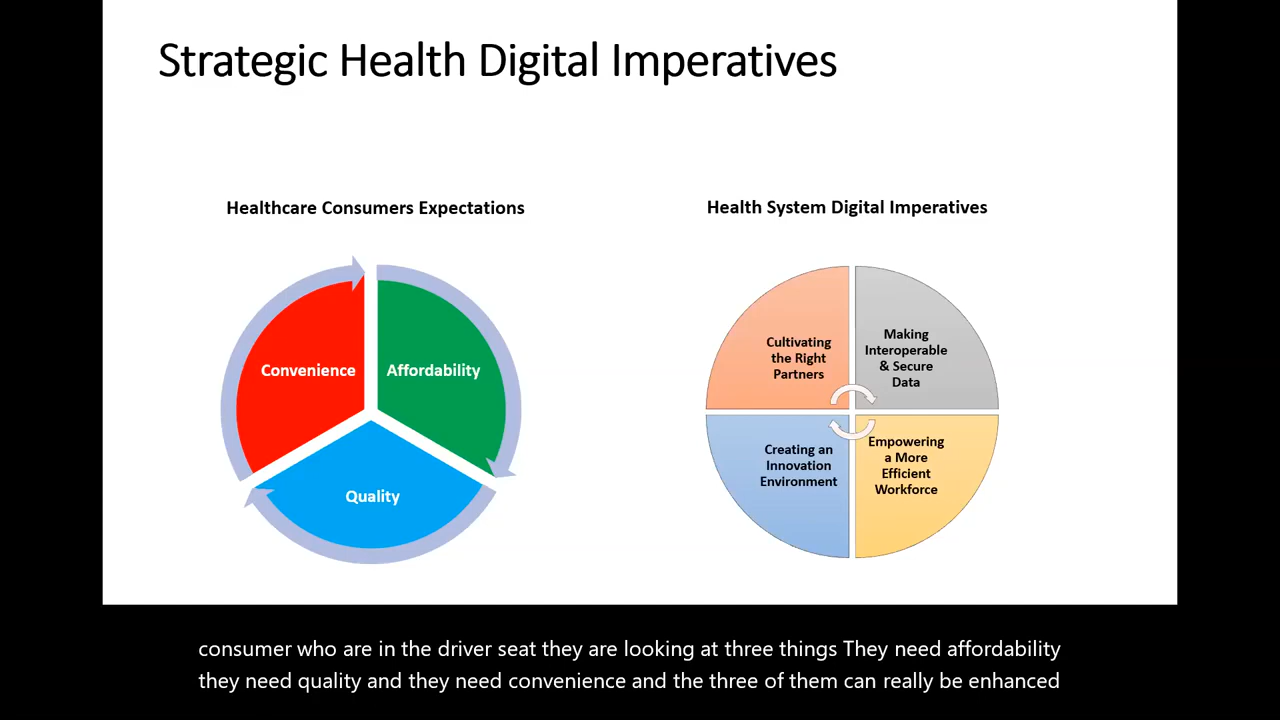 Strategic Health Digital Imperatives
Healthcare Consumers Expectations
Convenience
Affordability
Quality
Health System Digital Imperatives
Cultivating
the Right
Partners
Making
Interoperable
& Secure
Data
Creating an
Innovation
Environment
Empowering
a More
Efficient
Workforce
consumer who are in the driver seat they are looking at three things They need affordability
they need quality and they need convenience and the three of them can really be enhanced